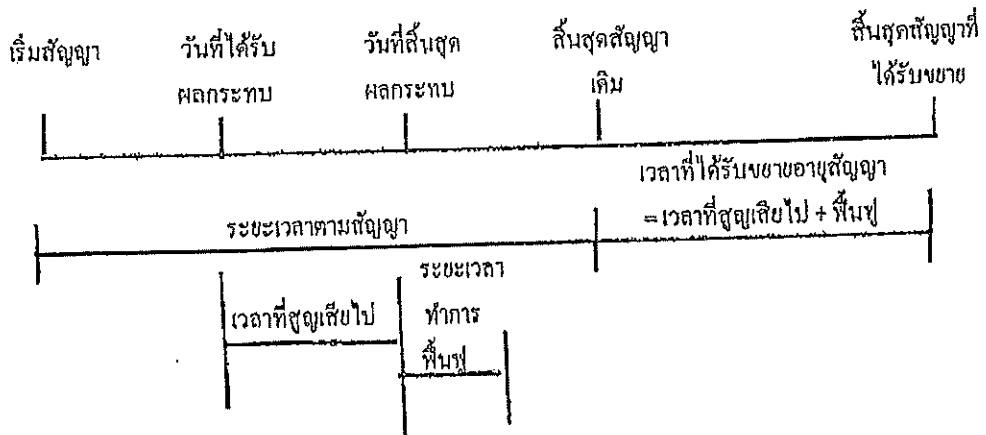 เริ่มสัญญา
วันที่ได้รับ
ผลกระทบ
วันที่สิ้นสุด
ผลกระทบ
สิ้นสุดสัญญา
เดิม
สิ้นสุดสัญญาที่
ได้รับขยาย
เวลาที่ได้รับขยายอายุสัญญา
=เวลาที่สูญเสียไป + ฟื้นฟู
ระยะเวลาตามสัญญา
เวลาที่สูญเสียไป
ระยะเวลา
ทำการ
ฟื้นฟู